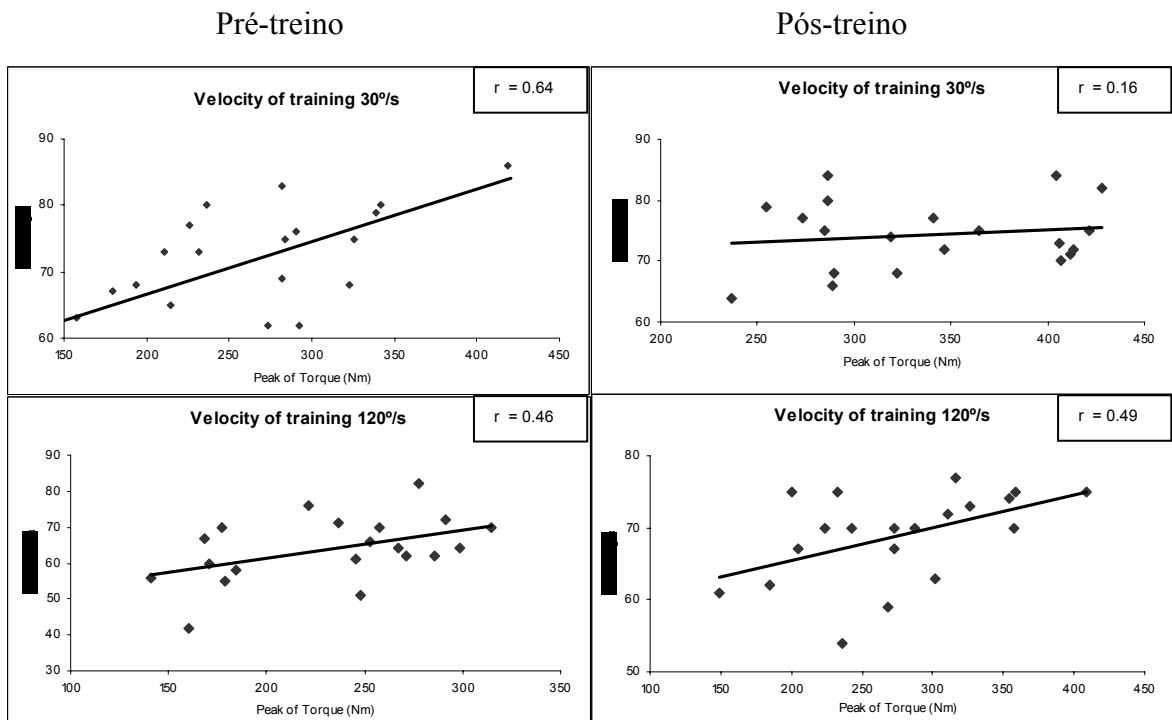 Pré-treino
Pós-treino
Velocity of training 30º/s
r = 0.64
90
80
70
60
150 200 250 300 350 400 450
Peak of Torque (Nm)
Velocity of training 30º/s
r = 0.16
90
80
70
60
200 250 300 350 400 450
Peak of Torque (Nm)
Velocity of training 120º/s
r = 0.46
90
80
70
60
50
40
30
100 150 200 250 300 350
Peak of Torque (Nm)
Velocity of training 120º/s
r = 0.49
80
70
60
50
100 150 200 250 300 350 400 450
Peak of Torque (Nm)